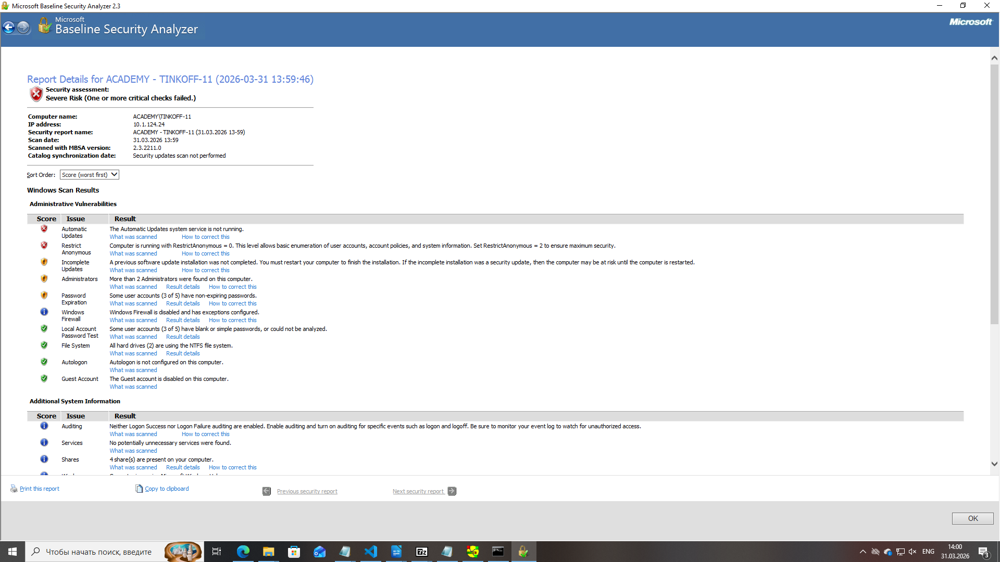 Microsoft Baseline Security Analyzer 2.3
Microsoft
Baseline Security Analyzer
Microsoft
Report Details for ACADEMY - TINKOFF-11 (2026-03-31 13:59:46)
Security assessment:
Severe Risk (One or more critical checks failed.)
Computer name: ACADEMY\TINKOFF-11
IP address: 10.1.124.24
Security report name: ACADEMY - TINKOFF-11 (31.03.2026 13-59)
Scan date: 31.03.2026 13:59
Scanned with MBSA version: 2.3.2211.0
Catalog synchronization date: Security updates scan not performed
Sort Order: Score (worst first)
Windows Scan Results
Administrative Vulnerabilities
Score Issue Result
Automatic Updates The Automatic Updates system service is not running.
What was scanned How to correct this
Restrict Anonymous Computer is running with RestrictAnonymous = 0. This level allows basic enumeration of user accounts, account policies, and system information. Set RestrictAnonymous = 2 to ensure maximum security.
What was scanned How to correct this
Incomplete Updates A previous software update installation was not completed. You must restart your computer to finish the installation. If the incomplete installation was a security update, then the computer may be at risk until the computer is restarted.
What was scanned How to correct this
Administrators More than 2 Administrators were found on this computer.
What was scanned Result details How to correct this
Password Expiration Some user accounts (3 of 5) have non-expiring passwords.
What was scanned Result details How to correct this
Windows Firewall Windows Firewall is disabled and has exceptions configured.
What was scanned Result details How to correct this
Local Account Password Test Some user accounts (3 of 5) have blank or simple passwords, or could not be analyzed.
What was scanned Result details
File System All hard drives (2) are using the NTFS file system.
What was scanned Result details
Autologon Autologon is not configured on this computer.
What was scanned
Guest Account The Guest account is disabled on this computer.
What was scanned
Additional System Information
Score Issue Result
Auditing Neither Logon Success nor Logon Failure auditing are enabled. Enable auditing and turn on auditing for specific events such as logon and logoff. Be sure to monitor your event log to watch for unauthorized access.
What was scanned How to correct this
Services No potentially unnecessary services were found.
What was scanned
Shares 4 share(s) are present on your computer.
What was scanned Result details How to correct this
Print this report
Copy to clipboard
Previous security report
Next security report
OK
Чтобы начать поиск, введите
7z
ENG
14:00
31.03.2026
3